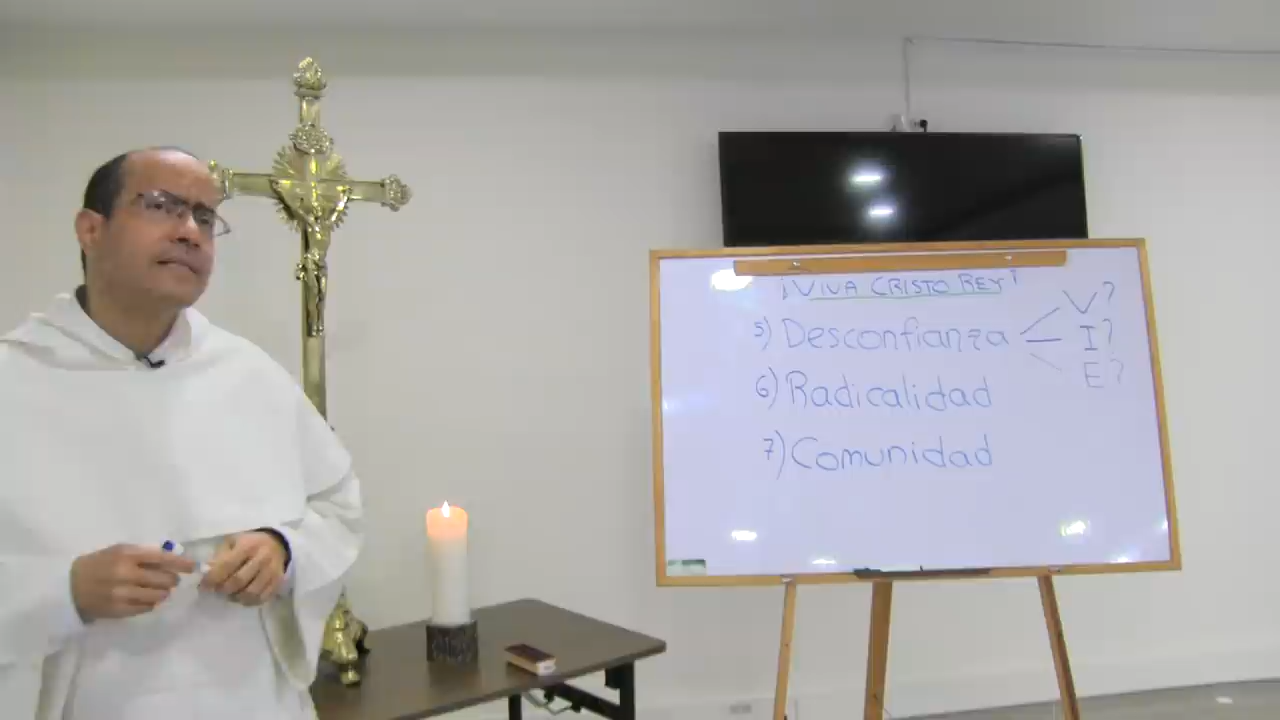 ¡VIVA CRISTO REY!
5) Desconfianza V?
I?
E?
6) Radicalidad
7) Comunidad